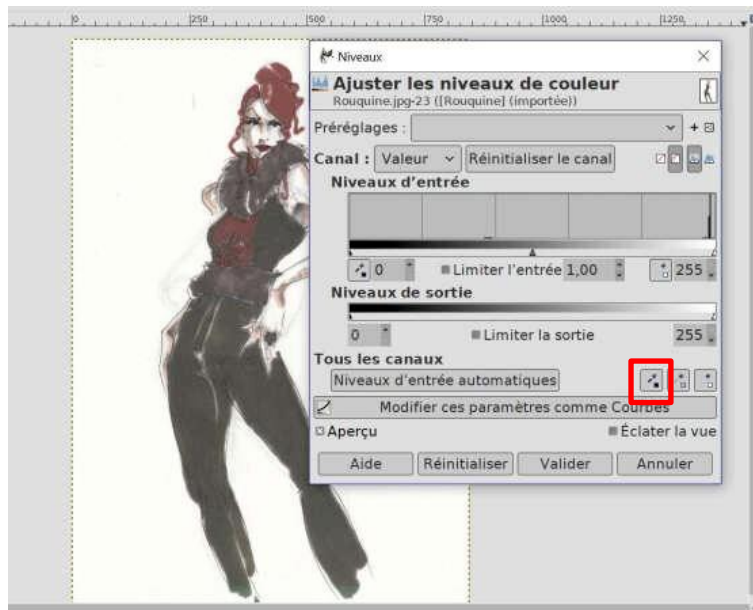 0 250 500 750 1000 1250
Niveaux
Ajuster les niveaux de couleur
Rouquine.jpg-23 ([Rouquine] (importée))
Préréglages :
Canal : Valeur Réinitialiser le canal
Niveaux d'entrée
0 Limiter l'entrée 1,00 255
Niveaux de sortie
0 Limiter la sortie 255
Tous les canaux
Niveaux d'entrée automatiques
Modifier ces paramètres comme Courbes
Aperçu Éclater la vue
Aide Réinitialiser Valider Annuler